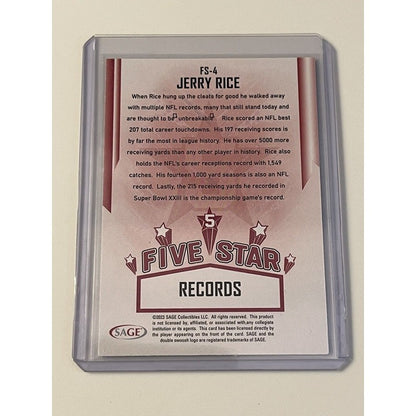 FS-4
JERRY RICE
When Rice hung up the cleats for good he walked away
with multiple NFL records, many that still stand today and
are thought to be unbreakable. Rice scored an NFL best
207 total career touchdowns. His 197 receiving scores is
by far the most in league history. He has over 5000 more
receiving yards than any other player in history. Rice also
holds the NFL's career receptions record with 1,549
catches. His fourteen 1,000 yard seasons is also an NFL
record. Lastly, the 215 receiving yards he recorded in
Super Bowl XXIII is the championship game's record.
5
FIVE STAR
RECORDS
©2023 SAGE Collectibles LLC. All rights reserved. This product
is not licensed by, affiliated, or associated with any collegiate
institution or its agents. This card has been licensed directly by
the player appearing on the front of the card. SAGE and the
double swoosh logo are registered trademarks of SAGE.
SAGE